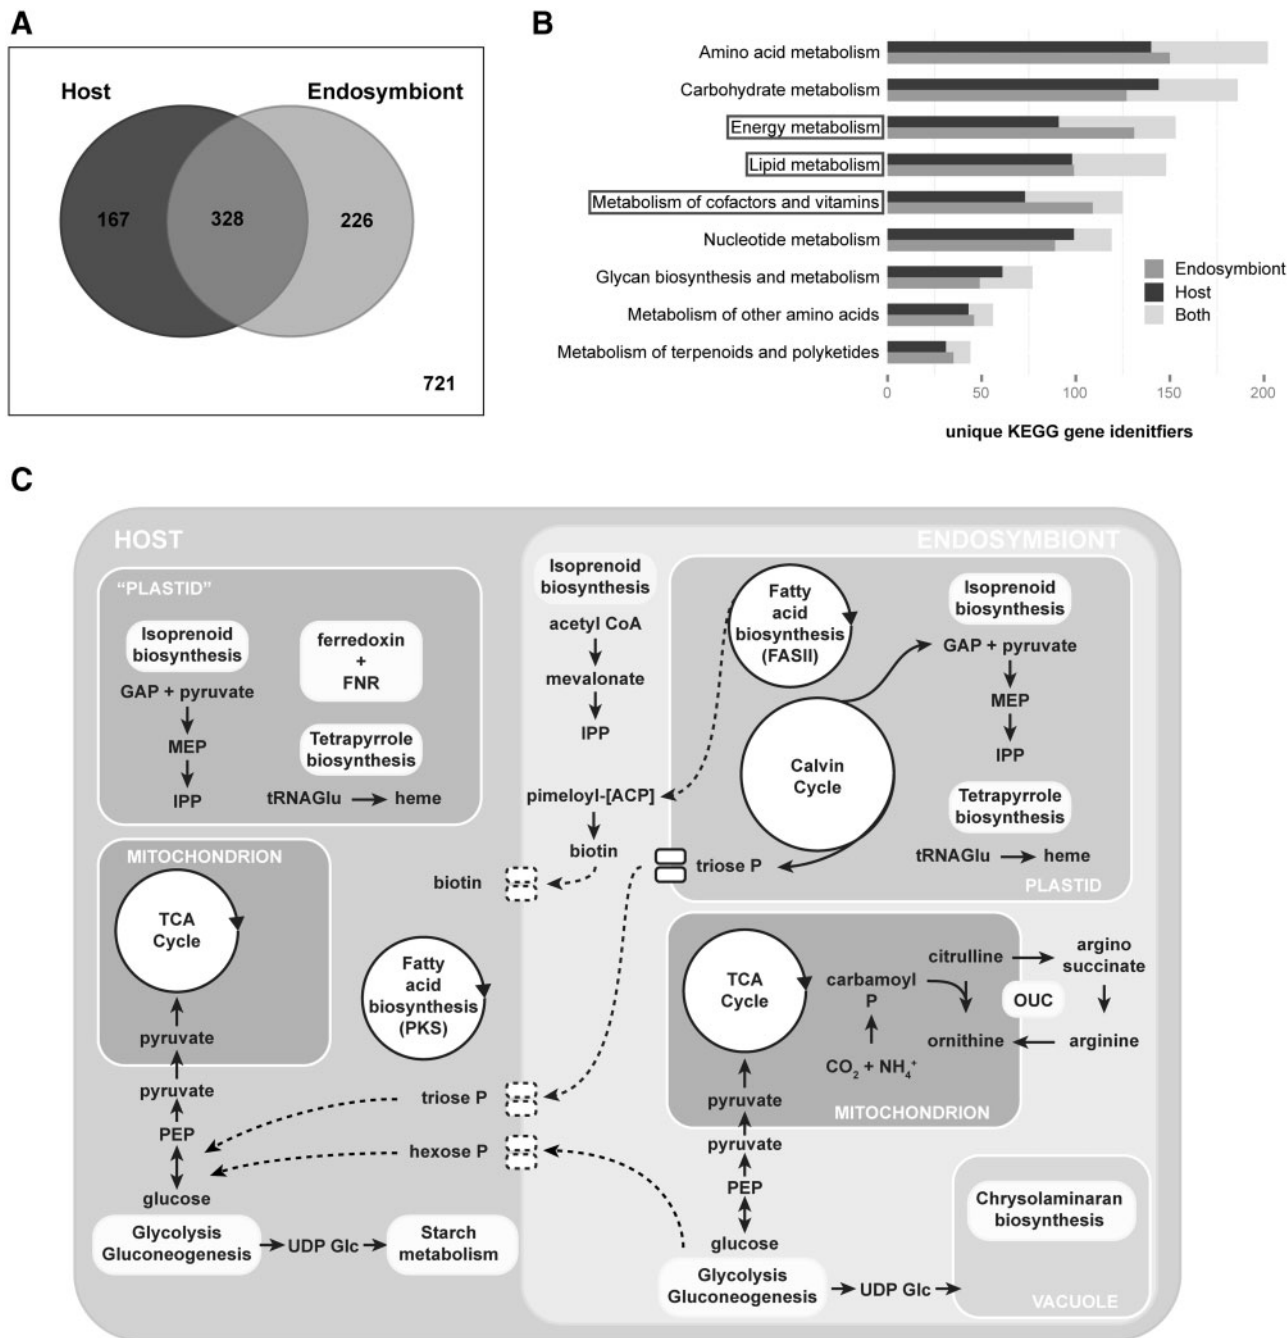 A
Host
Endosymbiont
167
328
226
721
B
Amino acid metabolism
Carbohydrate metabolism
Energy metabolism
Lipid metabolism
Metabolism of cofactors and vitamins
Nucleotide metabolism
Glycan biosynthesis and metabolism
Metabolism of other amino acids
Metabolism of terpenoids and polyketides
Endosymbiont
Host
Both
0
50
100
150
200
unique KEGG gene idenitfiers
C
HOST
"PLASTID"
Isoprenoid
biosynthesis
GAP + pyruvate
MEP
IPP
ferredoxin
+
FNR
Tetrapyrrole
biosynthesis
tRNAGlu
heme
MITOCHONDRION
TCA
Cycle
pyruvate
pyruvate
PEP
glucose
Glycolysis
Gluconeogenesis
UDP Glc
Starch
metabolism
biotin
Fatty
acid
biosynthesis
(PKS)
triose P
hexose P
ENDOSYMBIONT
Isoprenoid
biosynthesis
acetyl CoA
mevalonate
IPP
pimeloyl-[ACP]
biotin
Fatty
acid
biosynthesis
(FASII)
Calvin
Cycle
triose P
Isoprenoid
biosynthesis
GAP + pyruvate
MEP
IPP
Tetrapyrrole
biosynthesis
tRNAGlu
heme
PLASTID
TCA
Cycle
carbamoyl
P
CO₂ + NH₄⁺
citrulline
ornithine
argino
succinate
OUC
arginine
pyruvate
MITOCHONDRION
pyruvate
PEP
glucose
Glycolysis
Gluconeogenesis
UDP Glc
Chrysolaminaran
biosynthesis
VACUOLE